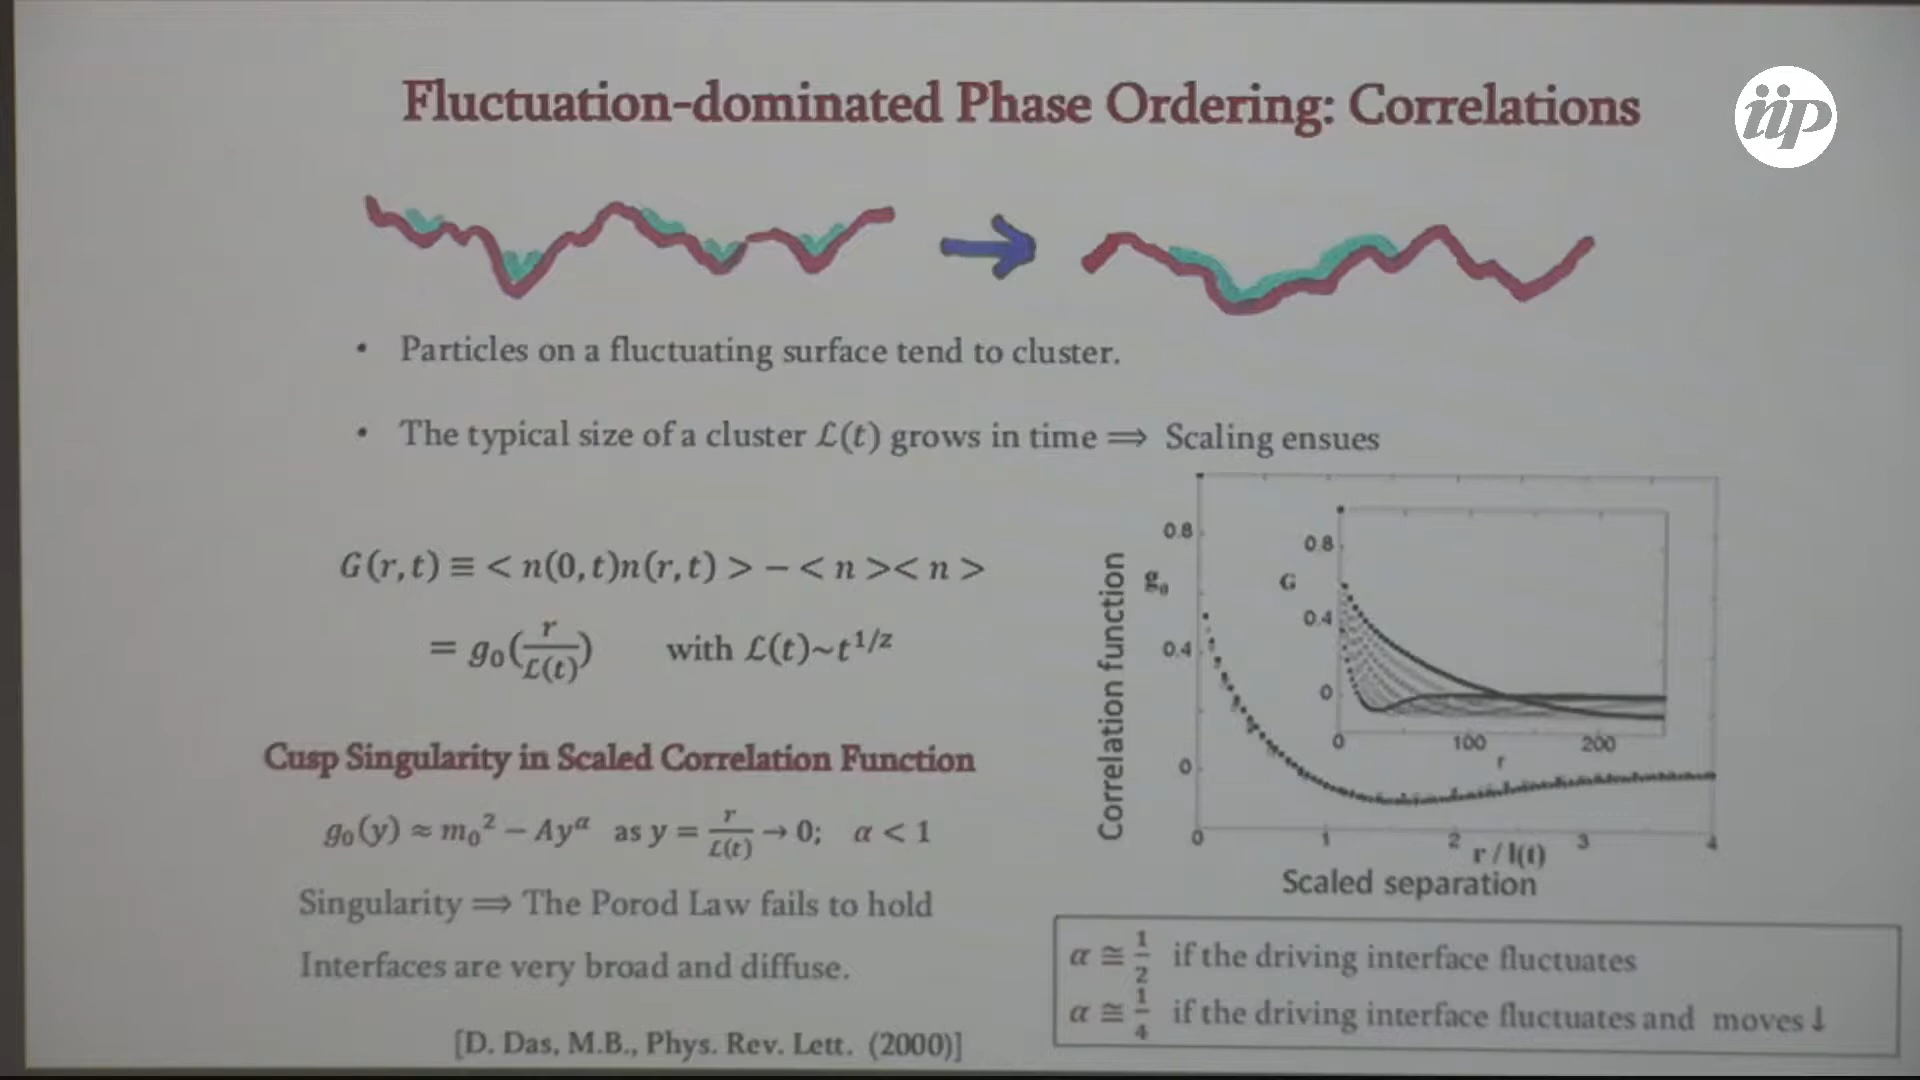 Fluctuation-dominated Phase Ordering: Correlations
iip
• Particles on a fluctuating surface tend to cluster.
• The typical size of a cluster ℒ(t) grows in time ⟹ Scaling ensues
G(r,t) ≡ < n(0,t)n(r,t) > − < n >< n >
= g₀(r/ℒ(t)) with ℒ(t)~t^{1/z}
Cusp Singularity in Scaled Correlation Function
g₀(y) ≈ m₀² − Ay^α as y = r/ℒ(t) → 0; α < 1
Singularity ⟹ The Porod Law fails to hold
Interfaces are very broad and diffuse.
[D. Das, M.B., Phys. Rev. Lett. (2000)]
Correlation function
g₀
0.8
0.4
0
0 1 2 3 4
r / l(t)
Scaled separation
G
0.8
0.4
0
0 100 200
r
α ≅ 1/2 if the driving interface fluctuates
α ≅ 1/4 if the driving interface fluctuates and moves ↓